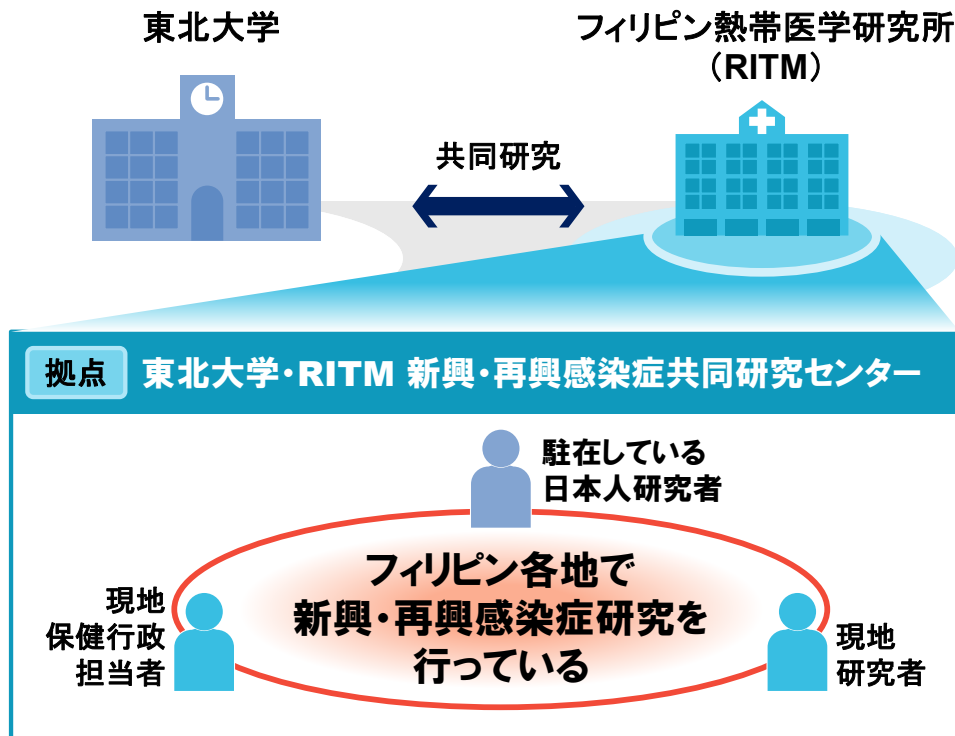 東北大学
フィリピン熱帯医学研究所
（RITM）
共同研究
拠点 東北大学・RITM 新興・再興感染症共同研究センター
駐在している
日本人研究者
フィリピン各地で
新興・再興感染症研究を
行っている
現地
保健行政
担当者
現地
研究者